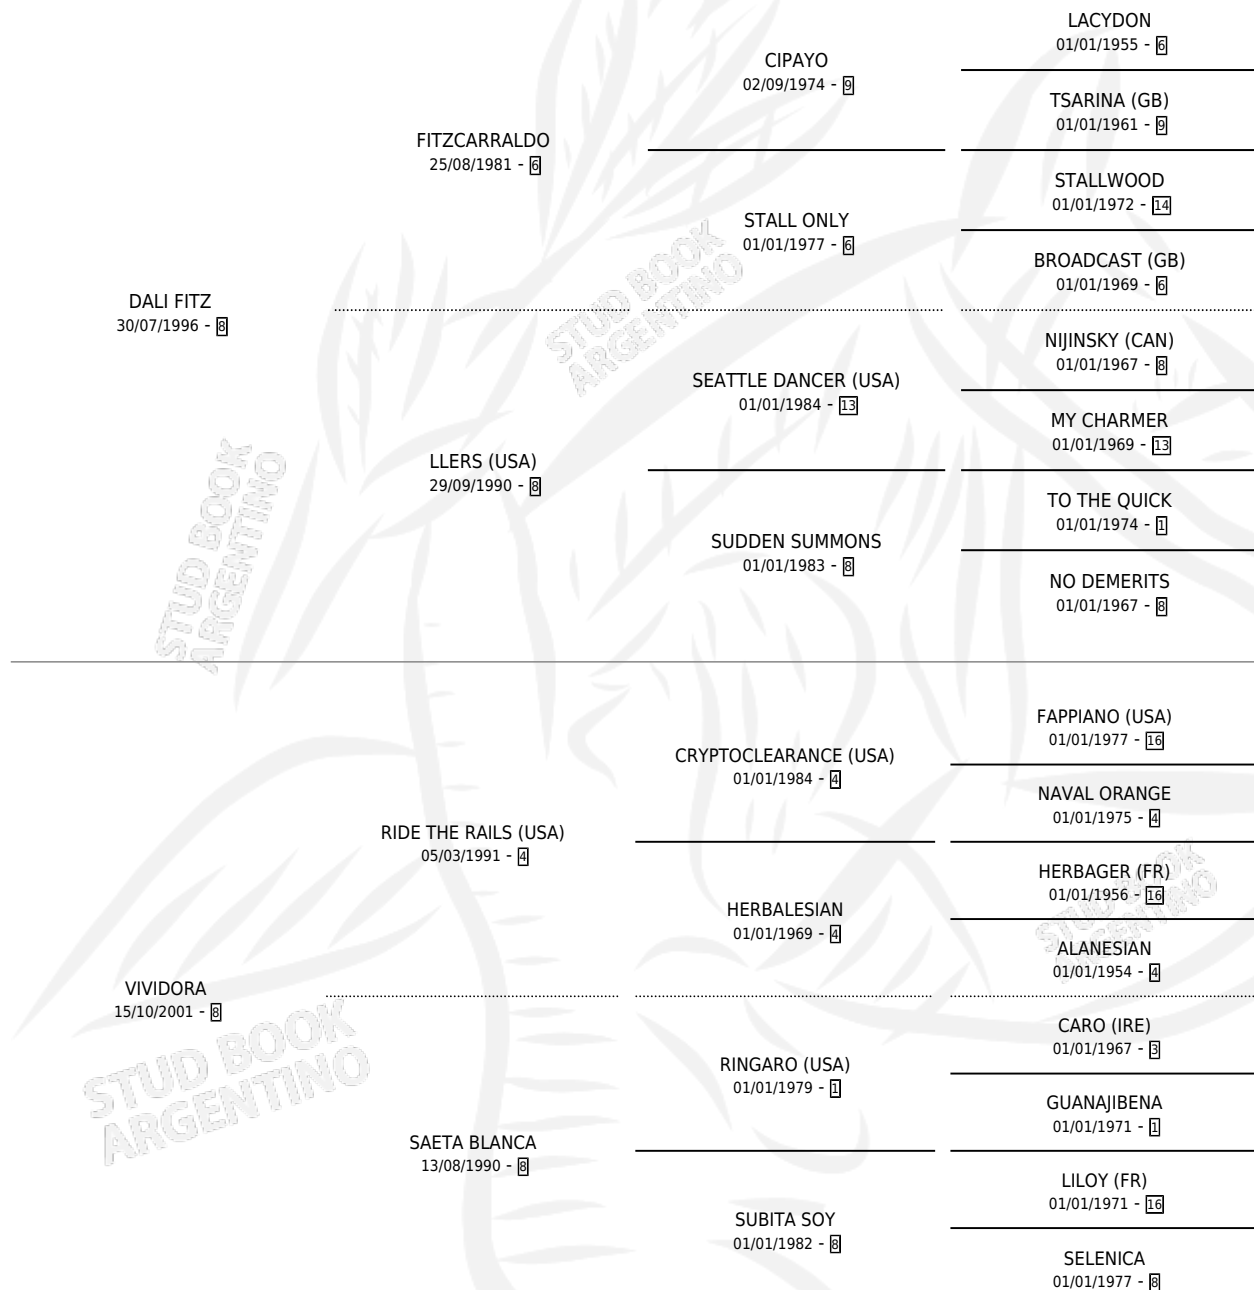 LACYDON
01/01/1955 - 6
CIPAYO
02/09/1974 - 9
TSARINA (GB)
01/01/1961 - 9
FITZCARRALDO
25/08/1981 - 6
STALLWOOD
01/01/1972 - 14
STALL ONLY
01/01/1977 - 6
BROADCAST (GB)
01/01/1969 - 6
DALI FITZ
30/07/1996 - 8
STUD BOOK
ARGENTINO
NIJINSKY (CAN)
01/01/1967 - 8
SEATTLE DANCER (USA)
01/01/1984 - 13
MY CHARMER
01/01/1969 - 13
LLERS (USA)
29/09/1990 - 8
TO THE QUICK
01/01/1974 - 1
SUDDEN SUMMONS
01/01/1983 - 8
NO DEMERITS
01/01/1967 - 8
STUD BOOK
ARGENTINO
FAPPIANO (USA)
01/01/1977 - 16
CRYPTOCLEARANCE (USA)
01/01/1984 - 4
NAVAL ORANGE
01/01/1975 - 4
RIDE THE RAILS (USA)
05/03/1991 - 4
HERBAGER (FR)
01/01/1956 - 16
HERBALESIAN
01/01/1969 - 4
STUD BOOK
ARGENTINO
ALANESIAN
01/01/1954 - 4
VIVIDORA
15/10/2001 - 8
CARO (IRE)
01/01/1967 - 3
RINGARO (USA)
01/01/1979 - 1
STUD BOOK
ARGENTINO
GUANAJIBENA
01/01/1971 - 1
SAETA BLANCA
13/08/1990 - 8
LILOY (FR)
01/01/1971 - 16
SUBITA SOY
01/01/1982 - 8
SELENICA
01/01/1977 - 8